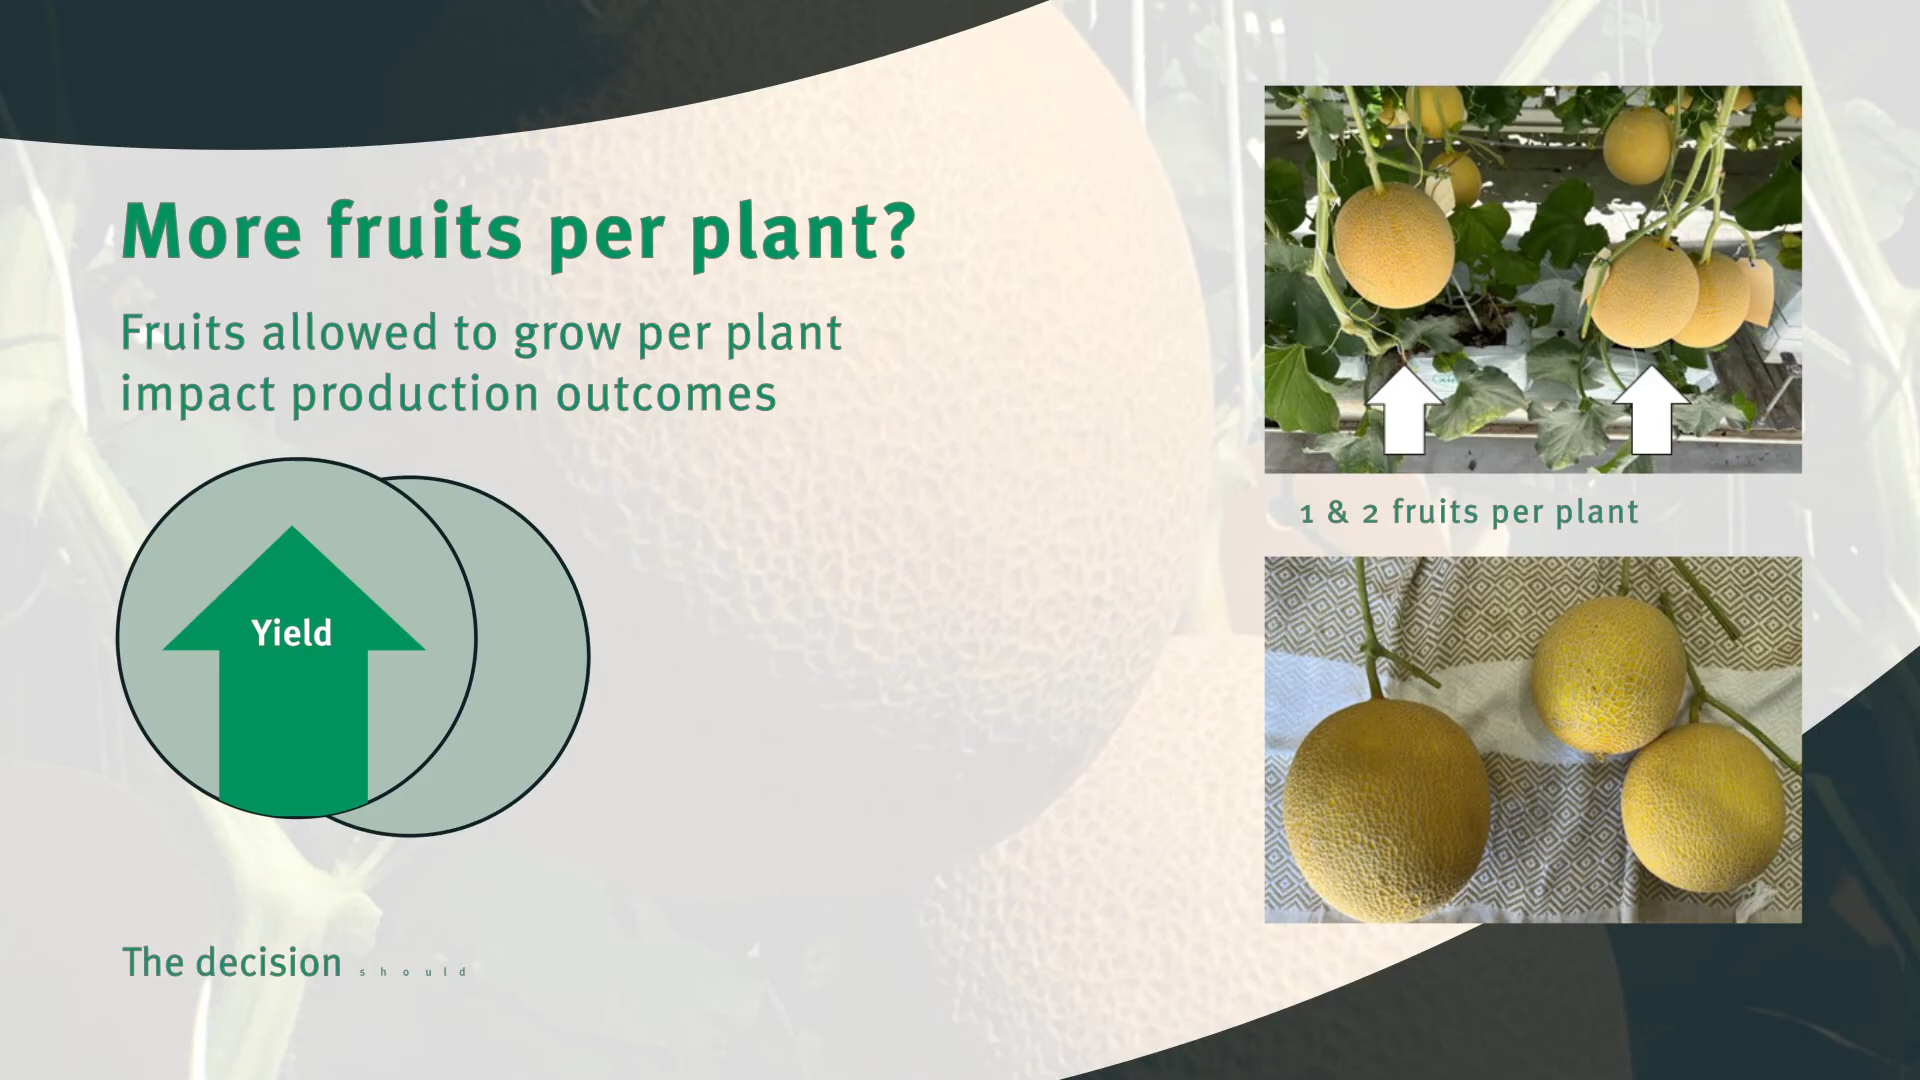 More fruits per plant?
Fruits allowed to grow per plant
impact production outcomes
Yield
The decision should
1 & 2 fruits per plant